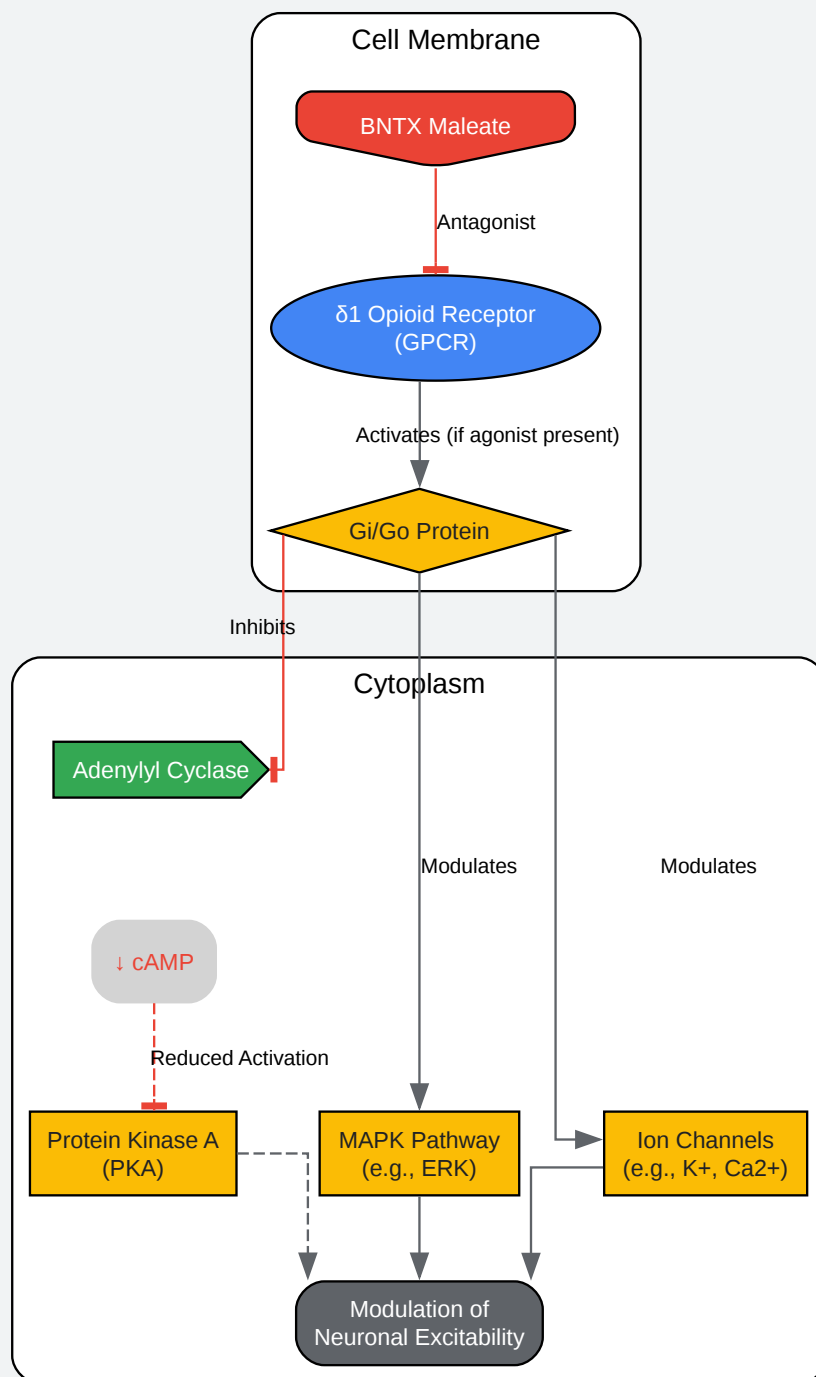 Cell Membrane
BNTX Maleate
Antagonist
δ1 Opioid Receptor
(GPCR)
Activates (if agonist present)
Gi/Go Protein
Inhibits
Cytoplasm
Adenylyl Cyclase
Modulates
Modulates
↓ cAMP
Reduced Activation
Protein Kinase A
(PKA)
MAPK Pathway
(e.g., ERK)
Ion Channels
(e.g., K+, Ca2+)
Modulation of
Neuronal Excitability